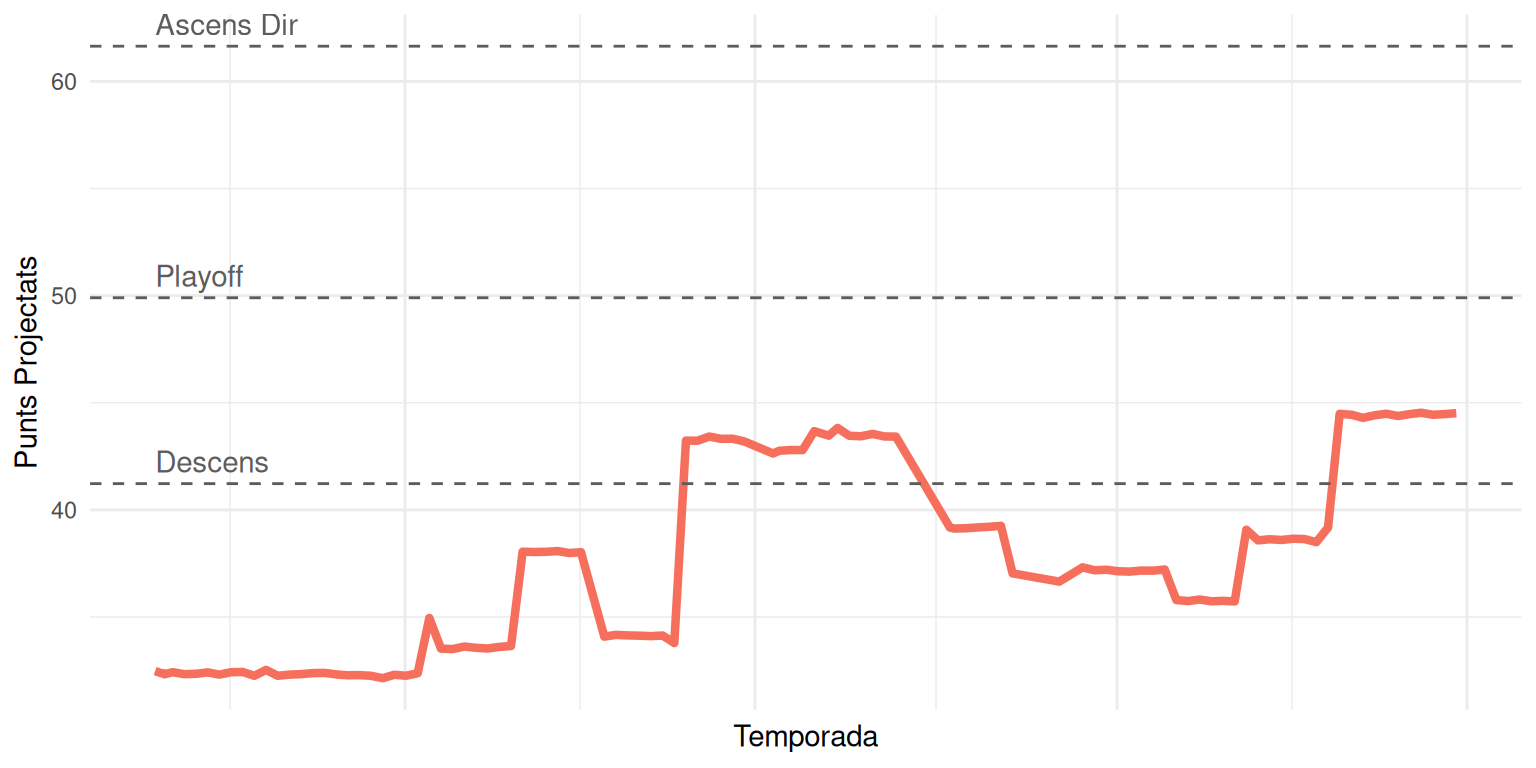 Ascens Dir
60
Playoff
50
Descens
40
Punts Projectats
Temporada